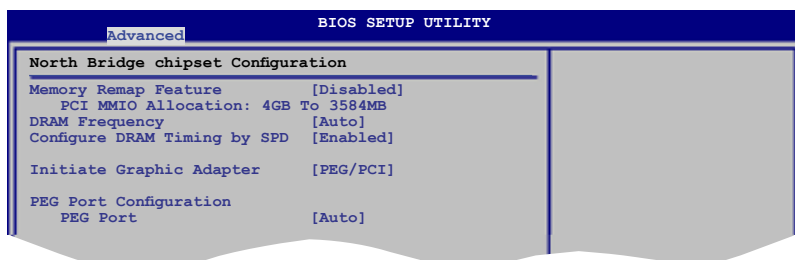 BIOS SETUP UTILITY
Advanced
North Bridge chipset Configuration
Memory Remap Feature [Disabled]
PCI MMIO Allocation: 4GB To 3584MB
DRAM Frequency [Auto]
Configure DRAM Timing by SPD [Enabled]
Initiate Graphic Adapter [PEG/PCI]
PEG Port Configuration
PEG Port [Auto]